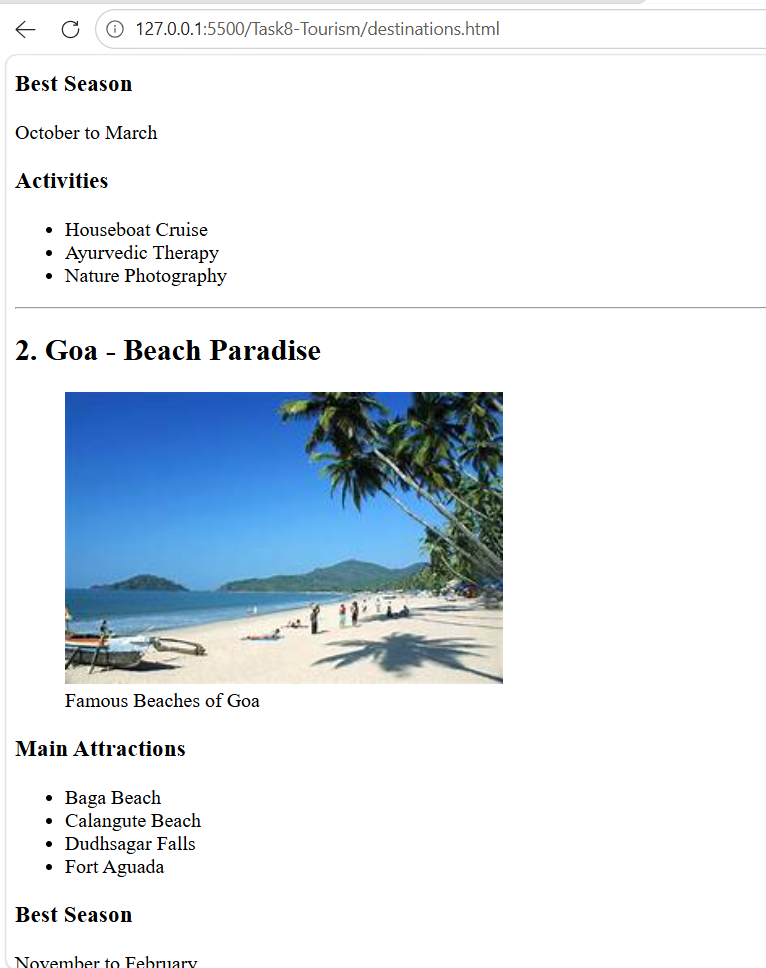 127.0.0.1:5500/Task8-Tourism/destinations.html
Best Season
October to March
Activities
Houseboat Cruise
Ayurvedic Therapy
Nature Photography
2. Goa - Beach Paradise
Famous Beaches of Goa
Main Attractions
Baga Beach
Calangute Beach
Dudhsagar Falls
Fort Aguada
Best Season
November to February